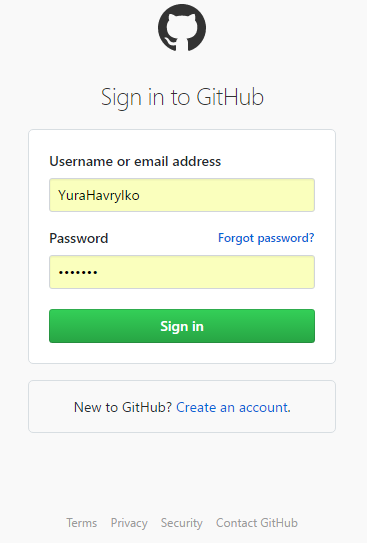 Sign in to GitHub
Username or email address
YuraHavrylko
Password Forgot password?
•••••••
Sign in
New to GitHub? Create an account.
Terms Privacy Security Contact GitHub